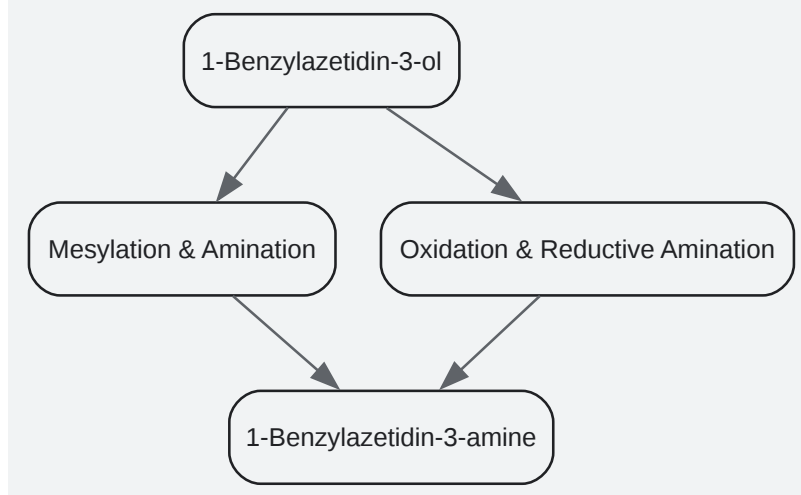 1-Benzylazetidin-3-ol
Mesylation & Amination
Oxidation & Reductive Amination
1-Benzylazetidin-3-amine